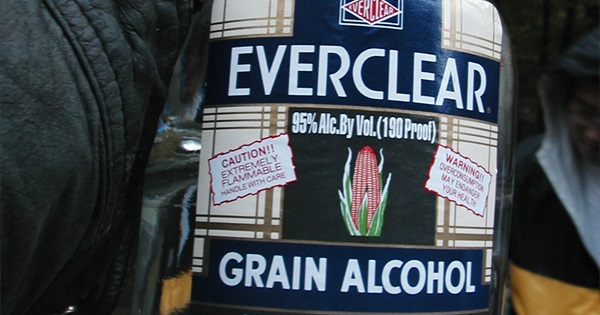 EVERCLEAR
EVERCLEAR
95% Alc. By Vol. (190 Proof)
CAUTION!!
EXTREMELY
FLAMMABLE
HANDLE WITH CARE
WARNING!!
OVERCONSUMPTION
MAY ENDANGER
YOUR HEALTH
GRAIN ALCOHOL